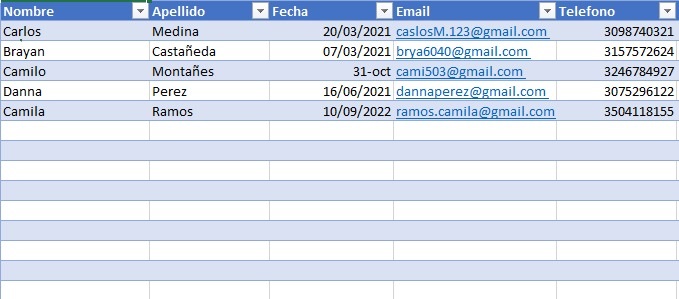 Nombre Apellido Fecha Email Telefono
Carlos Medina 20/03/2021 caslosM.123@gmail.com 3098740321
Brayan Castañeda 07/03/2021 brya6040@gmail.com 3157572624
Camilo Montañes 31-oct cami503@gmail.com 3246784927
Danna Perez 16/06/2021 dannaperez@gmail.com 3075296122
Camila Ramos 10/09/2022 ramos.camila@gmail.com 3504118155